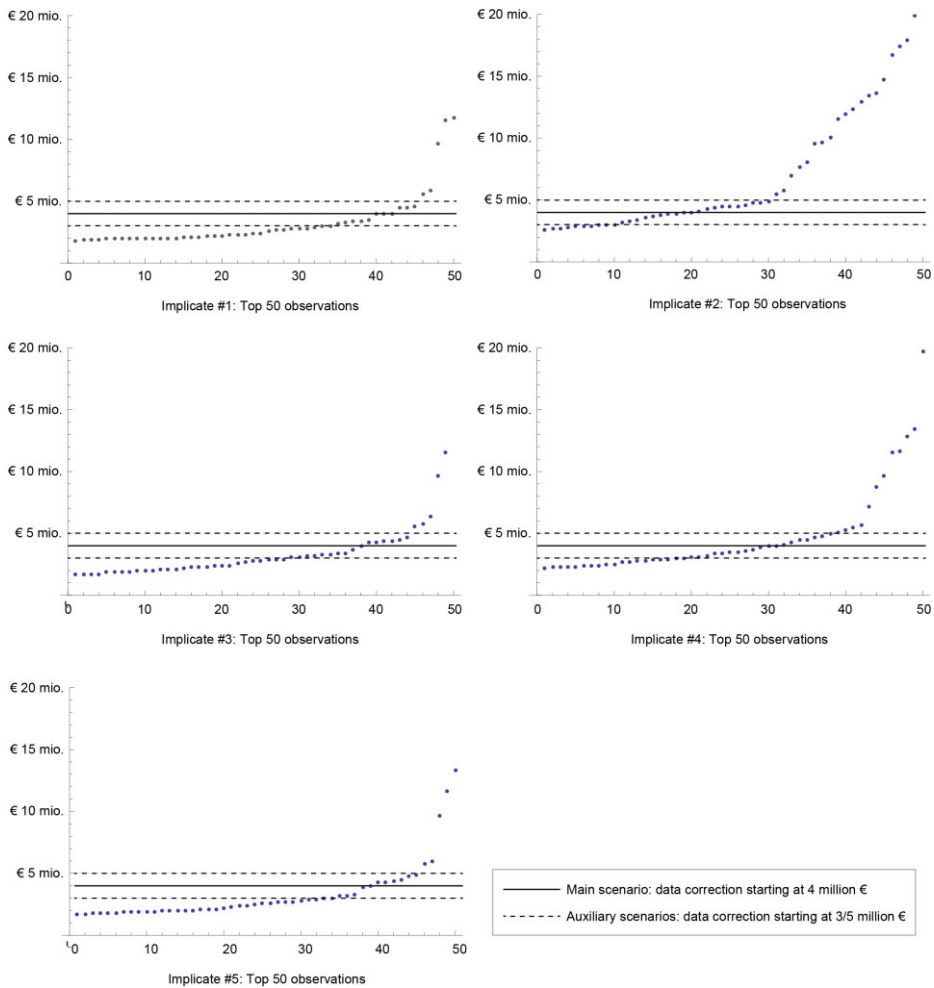 € 20 mio.
€ 15 mio.
€ 10 mio.
€ 5 mio.
0 10 20 30 40 50
Implicate #1: Top 50 observations
€ 20 mio.
€ 15 mio.
€ 10 mio.
€ 5 mio.
0 10 20 30 40 50
Implicate #2: Top 50 observations
€ 20 mio.
€ 15 mio.
€ 10 mio.
€ 5 mio.
0 10 20 30 40 50
Implicate #3: Top 50 observations
€ 20 mio.
€ 15 mio.
€ 10 mio.
€ 5 mio.
0 10 20 30 40 50
Implicate #4: Top 50 observations
€ 20 mio.
€ 15 mio.
€ 10 mio.
€ 5 mio.
0 10 20 30 40 50
Implicate #5: Top 50 observations
Main scenario: data correction starting at 4 million €
Auxiliary scenarios: data correction starting at 3/5 million €